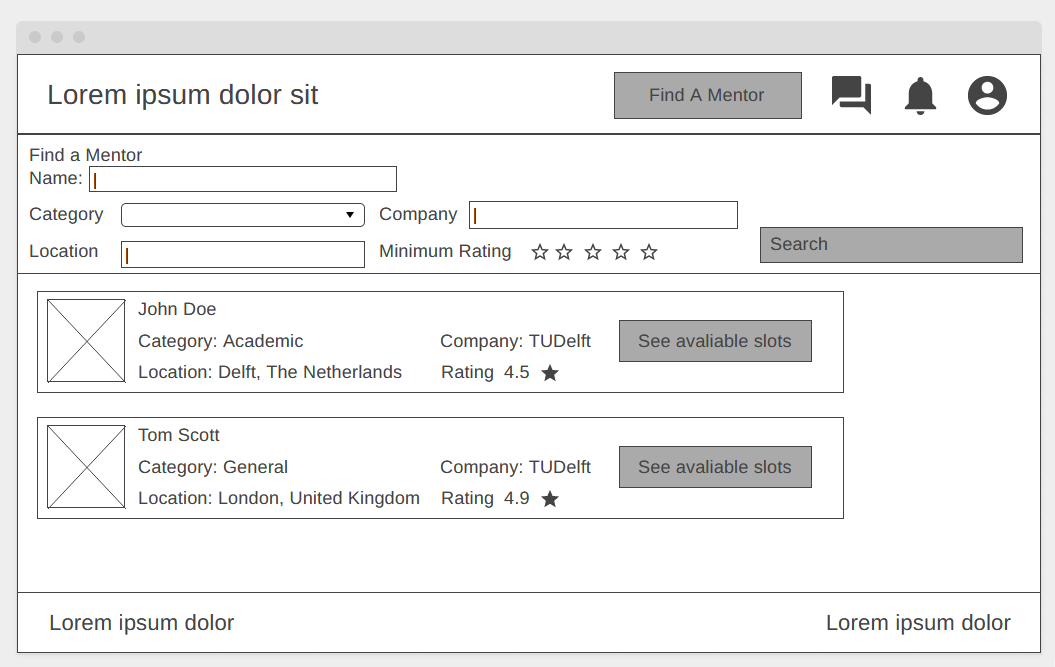 Lorem ipsum dolor sit
Find A Mentor
Find a Mentor
Name:
Category
Company
Location
Minimum Rating
Search
John Doe
Category: Academic
Company: TUDelft
See avaliable slots
Location: Delft, The Netherlands
Rating 4.5
Tom Scott
Category: General
Company: TUDelft
See avaliable slots
Location: London, United Kingdom
Rating 4.9
Lorem ipsum dolor
Lorem ipsum dolor